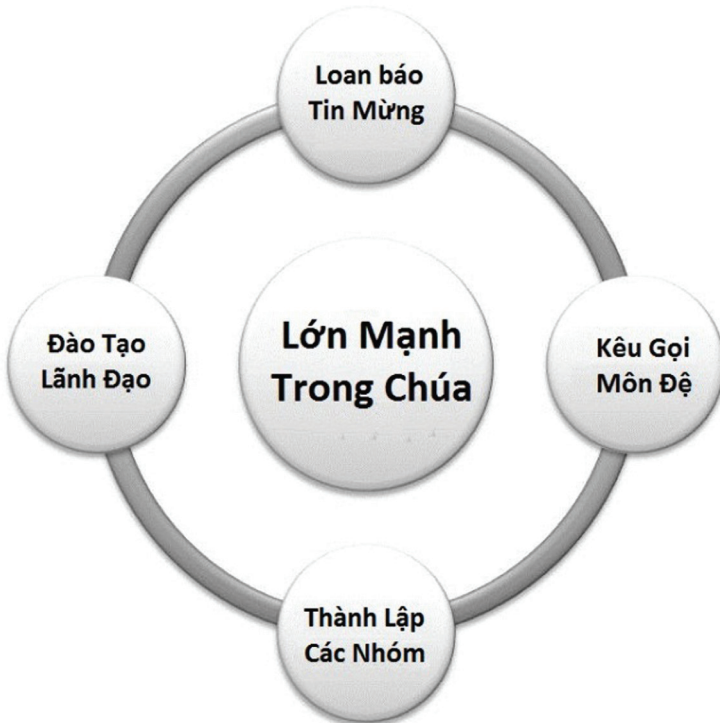 Loan báo
Tin Mừng
Đào Tạo
Lãnh Đạo
Lớn Mạnh
Trong Chúa
Kêu Gọi
Môn Đệ
Thành Lập
Các Nhóm